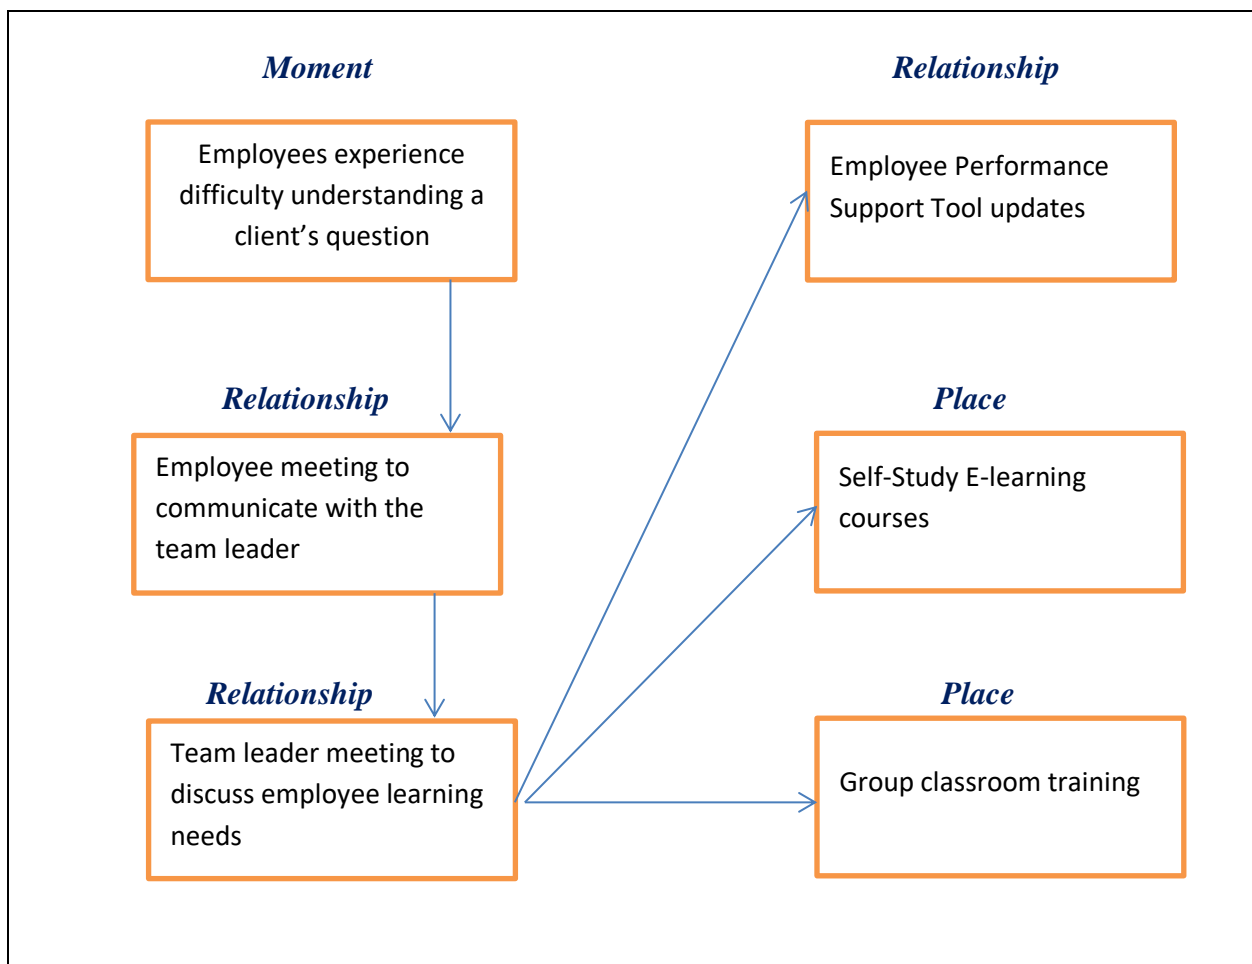 Moment
Employees experience
difficulty understanding a
client’s question
Relationship
Employee meeting to
communicate with the
team leader
Relationship
Team leader meeting to
discuss employee learning
needs
Relationship
Employee Performance
Support Tool updates
Place
Self-Study E-learning
courses
Place
Group classroom training